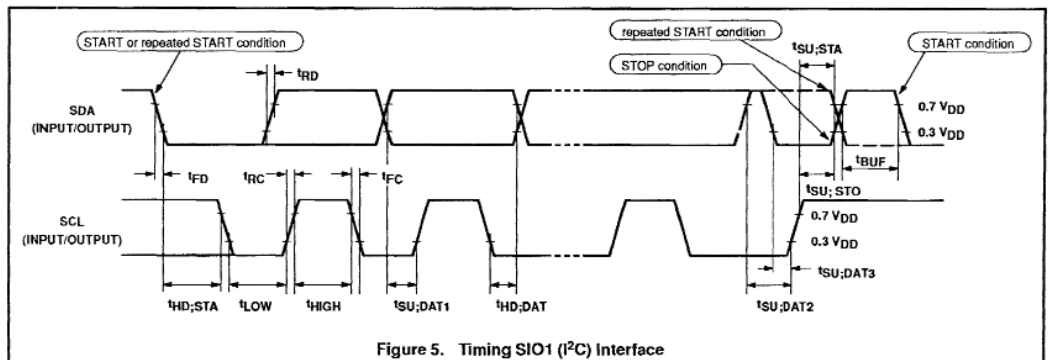 START or repeated START condition
repeated START condition
tSU;STA
START condition
STOP condition
tRD
SDA
(INPUT/OUTPUT)
0.7 VDD
0.3 VDD
tFD
tRC
tFC
tBUF
tSU; STO
SCL
(INPUT/OUTPUT)
0.7 VDD
0.3 VDD
tSU;DAT3
tHD;STA
tLOW
tHIGH
tSU;DAT1
tHD;DAT
tSU;DAT2
Figure 5. Timing SIO1 (I²C) Interface